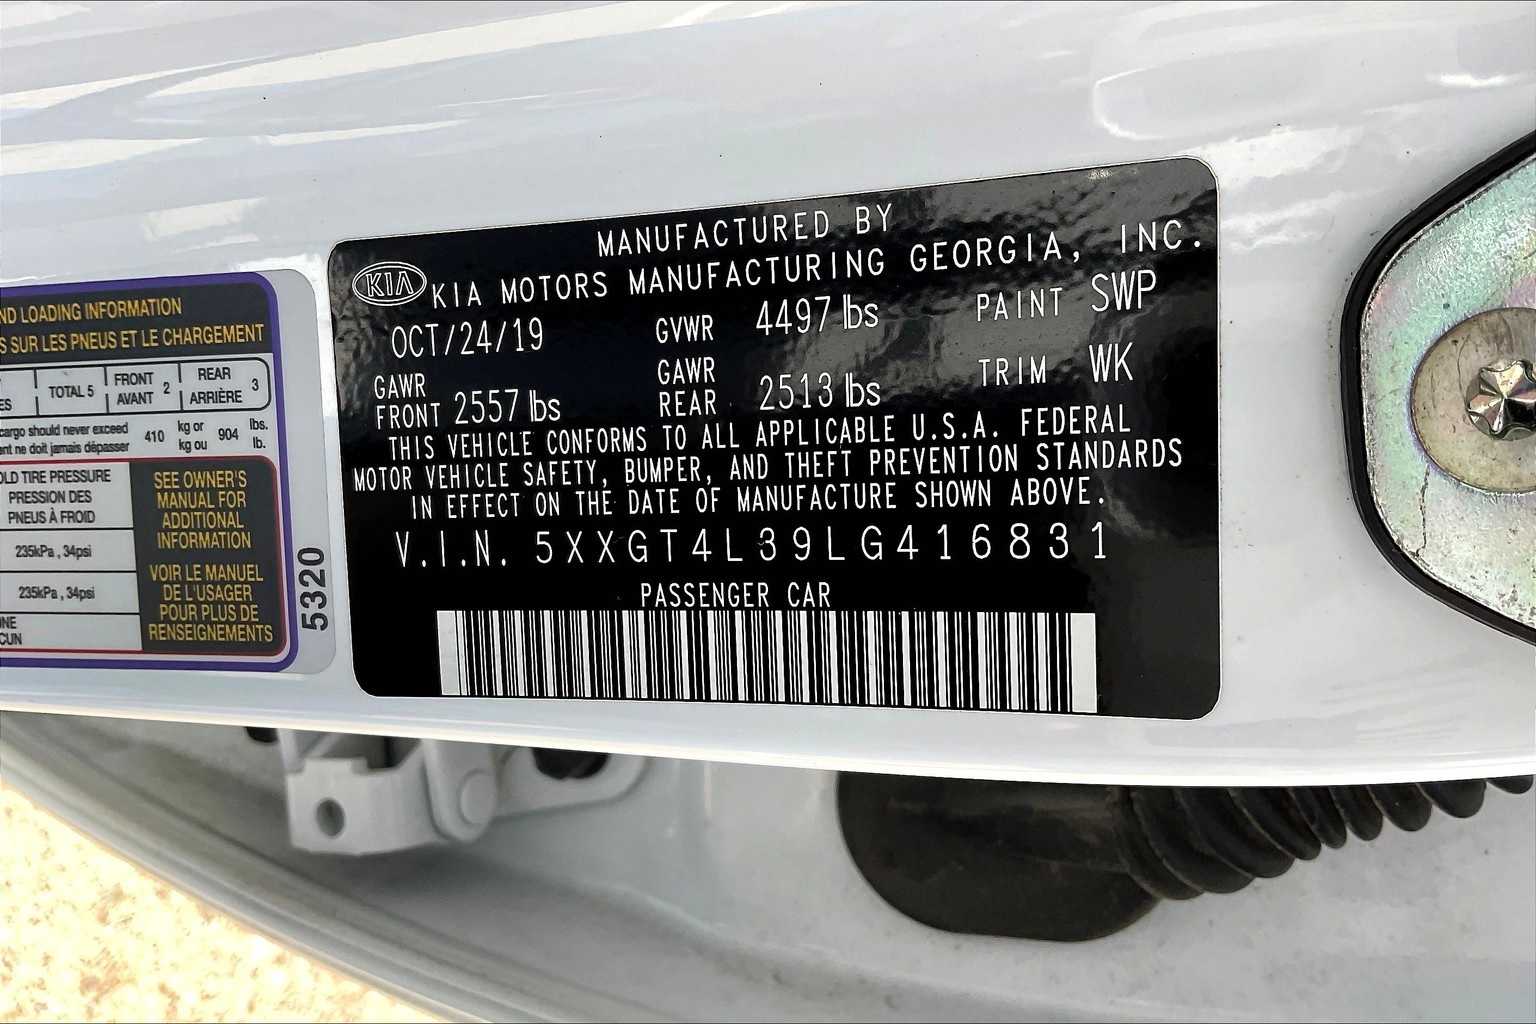 ND LOADING INFORMATION
S SUR LES PNEUS ET LE CHARGEMENT
TOTAL 5
FRONT
AVANT
2
REAR
ARRIÈRE
3
cargo should never exceed
ent ne doit jamais dépasser
410
kg or
kg ou
904
lbs.
lb.
OLD TIRE PRESSURE
PRESSION DES
PNEUS À FROID
235kPa, 34psi
235kPa, 34psi
SEE OWNER'S
MANUAL FOR
ADDITIONAL
INFORMATION
VOIR LE MANUEL
DE L'USAGER
POUR PLUS DE
RENSEIGNEMENTS
5320
MANUFACTURED BY
KIA KIA MOTORS MANUFACTURING GEORGIA, INC.
OCT/24/19 GVWR 4497 lbs PAINT SWP
GAWR FRONT 2557 lbs GAWR REAR 2513 lbs TRIM WK
THIS VEHICLE CONFORMS TO ALL APPLICABLE U.S.A. FEDERAL
MOTOR VEHICLE SAFETY, BUMPER, AND THEFT PREVENTION STANDARDS
IN EFFECT ON THE DATE OF MANUFACTURE SHOWN ABOVE.
V.I.N. 5XXGT4L39LG416831
PASSENGER CAR